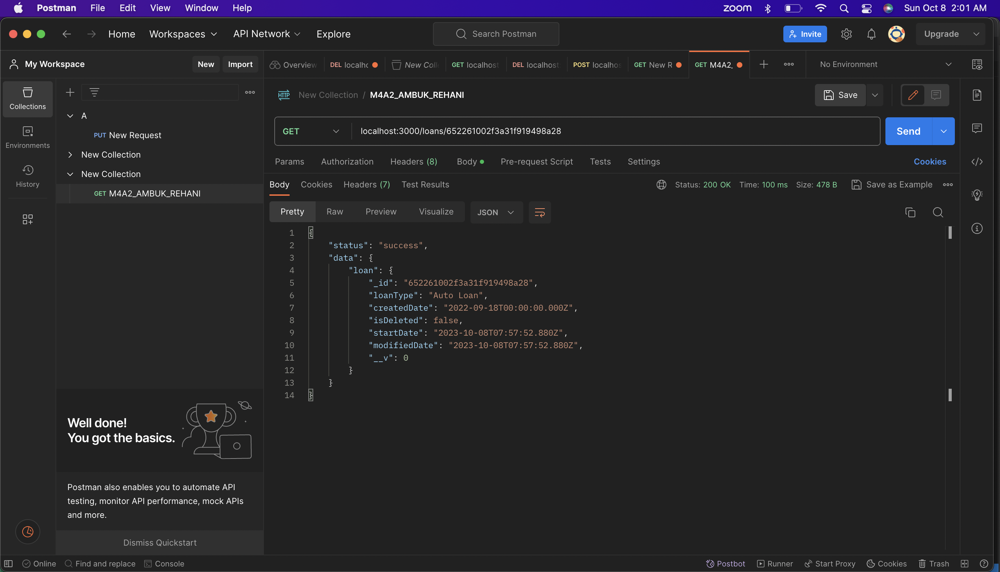 Postman File Edit View Window Help zoom Sun Oct 8 2:01 AM
Home Workspaces API Network Explore Search Postman Invite Upgrade
My Workspace New Import
Overview DEL localhc New Coll GET localhost DEL localhost: POST localhos GET New R GET M4A2_ No Environment
Collections
Environments
History
A
PUT New Request
New Collection
New Collection
GET M4A2_AMBUK_REHANI
HTTP New Collection / M4A2_AMBUK_REHANI Save
GET localhost:3000/loans/652261002f3a31f919498a28 Send
Params Authorization Headers (8) Body Pre-request Script Tests Settings Cookies
Body Cookies Headers (7) Test Results Status: 200 OK Time: 100 ms Size: 478 B Save as Example
Pretty Raw Preview Visualize JSON
1 {
2 "status": "success",
3 "data": {
4 "loan": {
5 "_id": "652261002f3a31f919498a28",
6 "loanType": "Auto Loan",
7 "createdDate": "2022-09-18T00:00:00.000Z",
8 "isDeleted": false,
9 "startDate": "2023-10-08T07:57:52.880Z",
10 "modifiedDate": "2023-10-08T07:57:52.880Z",
11 "__v": 0
12 }
13 }
14 }
Well done!
You got the basics.
Postman also enables you to automate API
testing, monitor API performance, mock APIs
and more.
Dismiss Quickstart
Online Find and replace Console Postbot Runner Start Proxy Cookies Trash